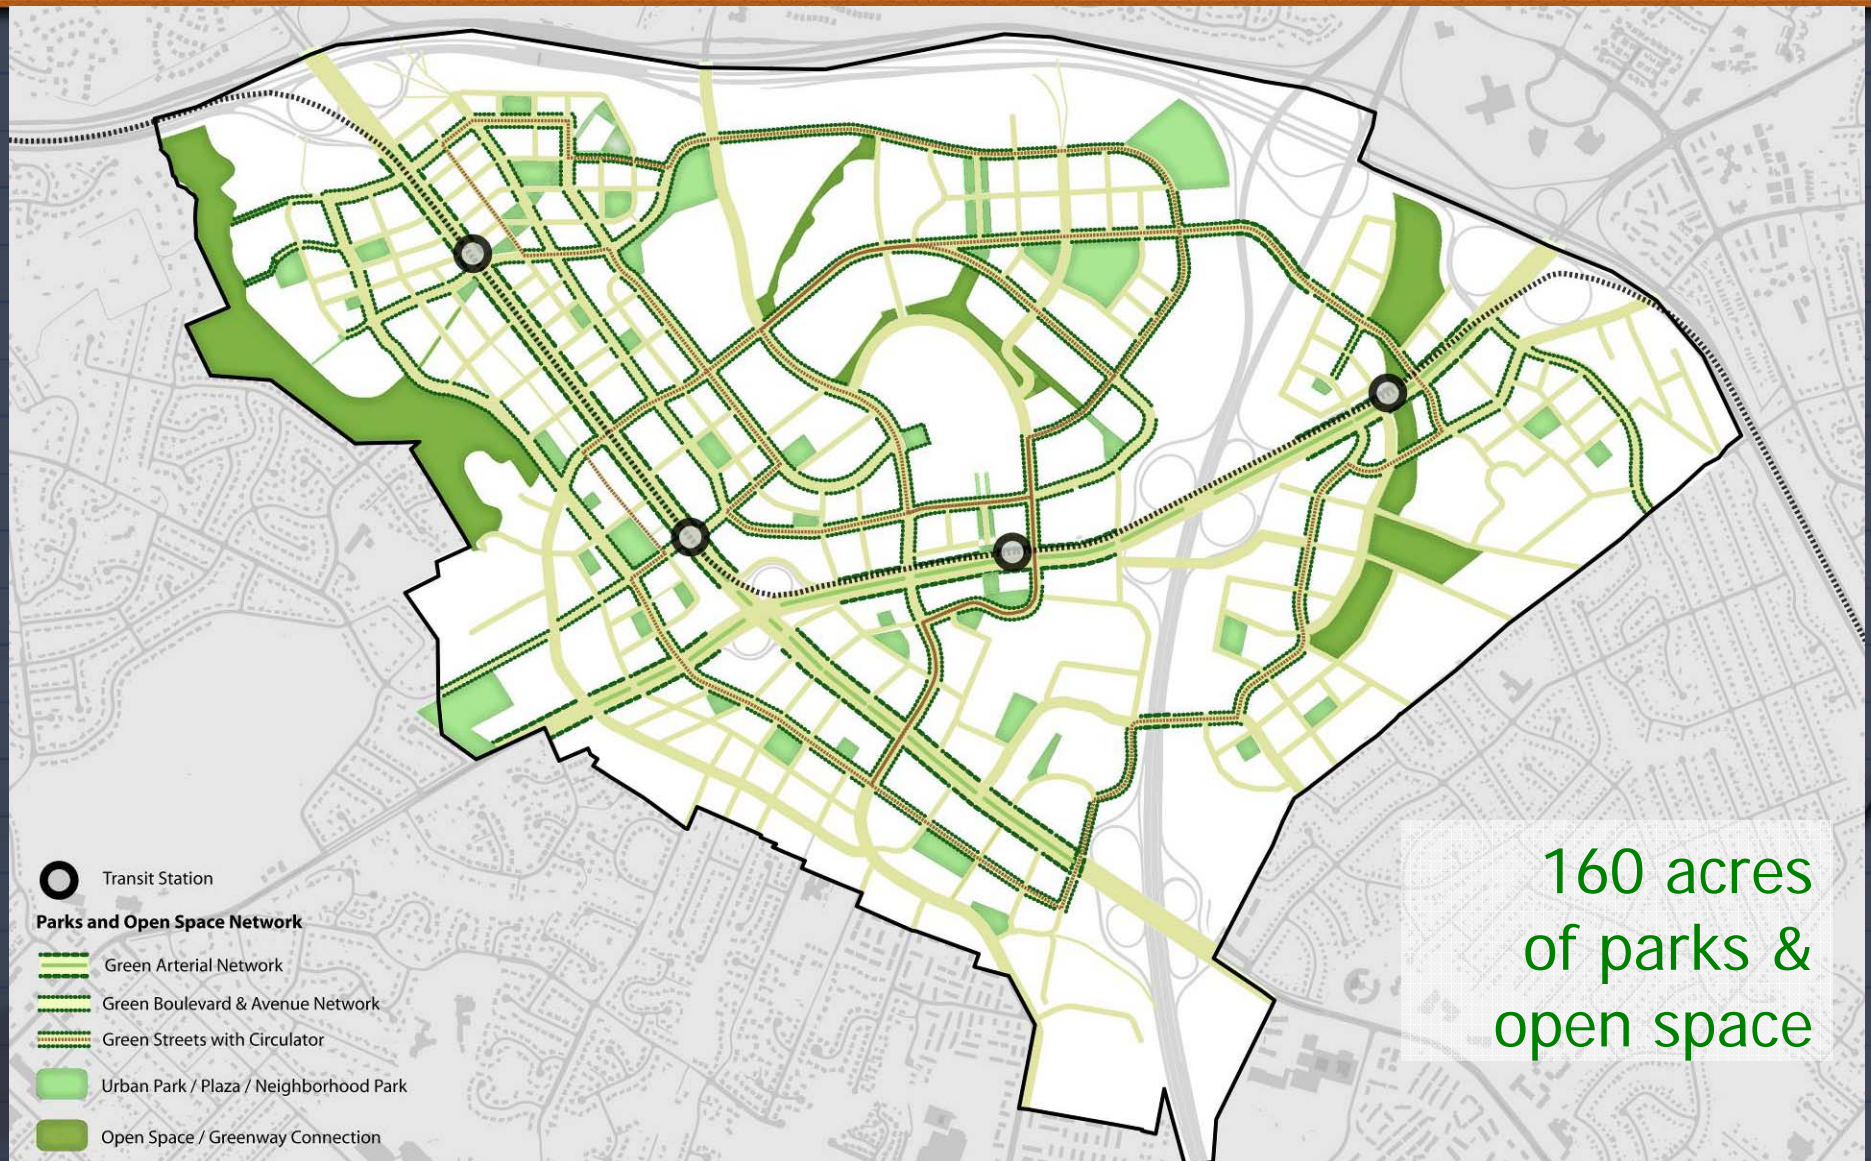 Transit Station
Parks and Open Space Network
Green Arterial Network
Green Boulevard & Avenue Network
Green Streets with Circulator
Urban Park / Plaza / Neighborhood Park
Open Space / Greenway Connection
160 acres
of parks &
open space